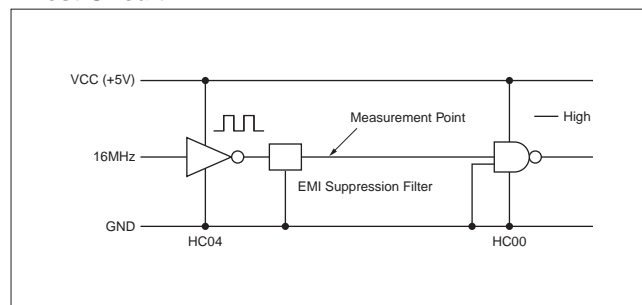 VCC (+5V)
Measurement Point
High
16MHz
EMI Suppression Filter
GND
HC04
HC00